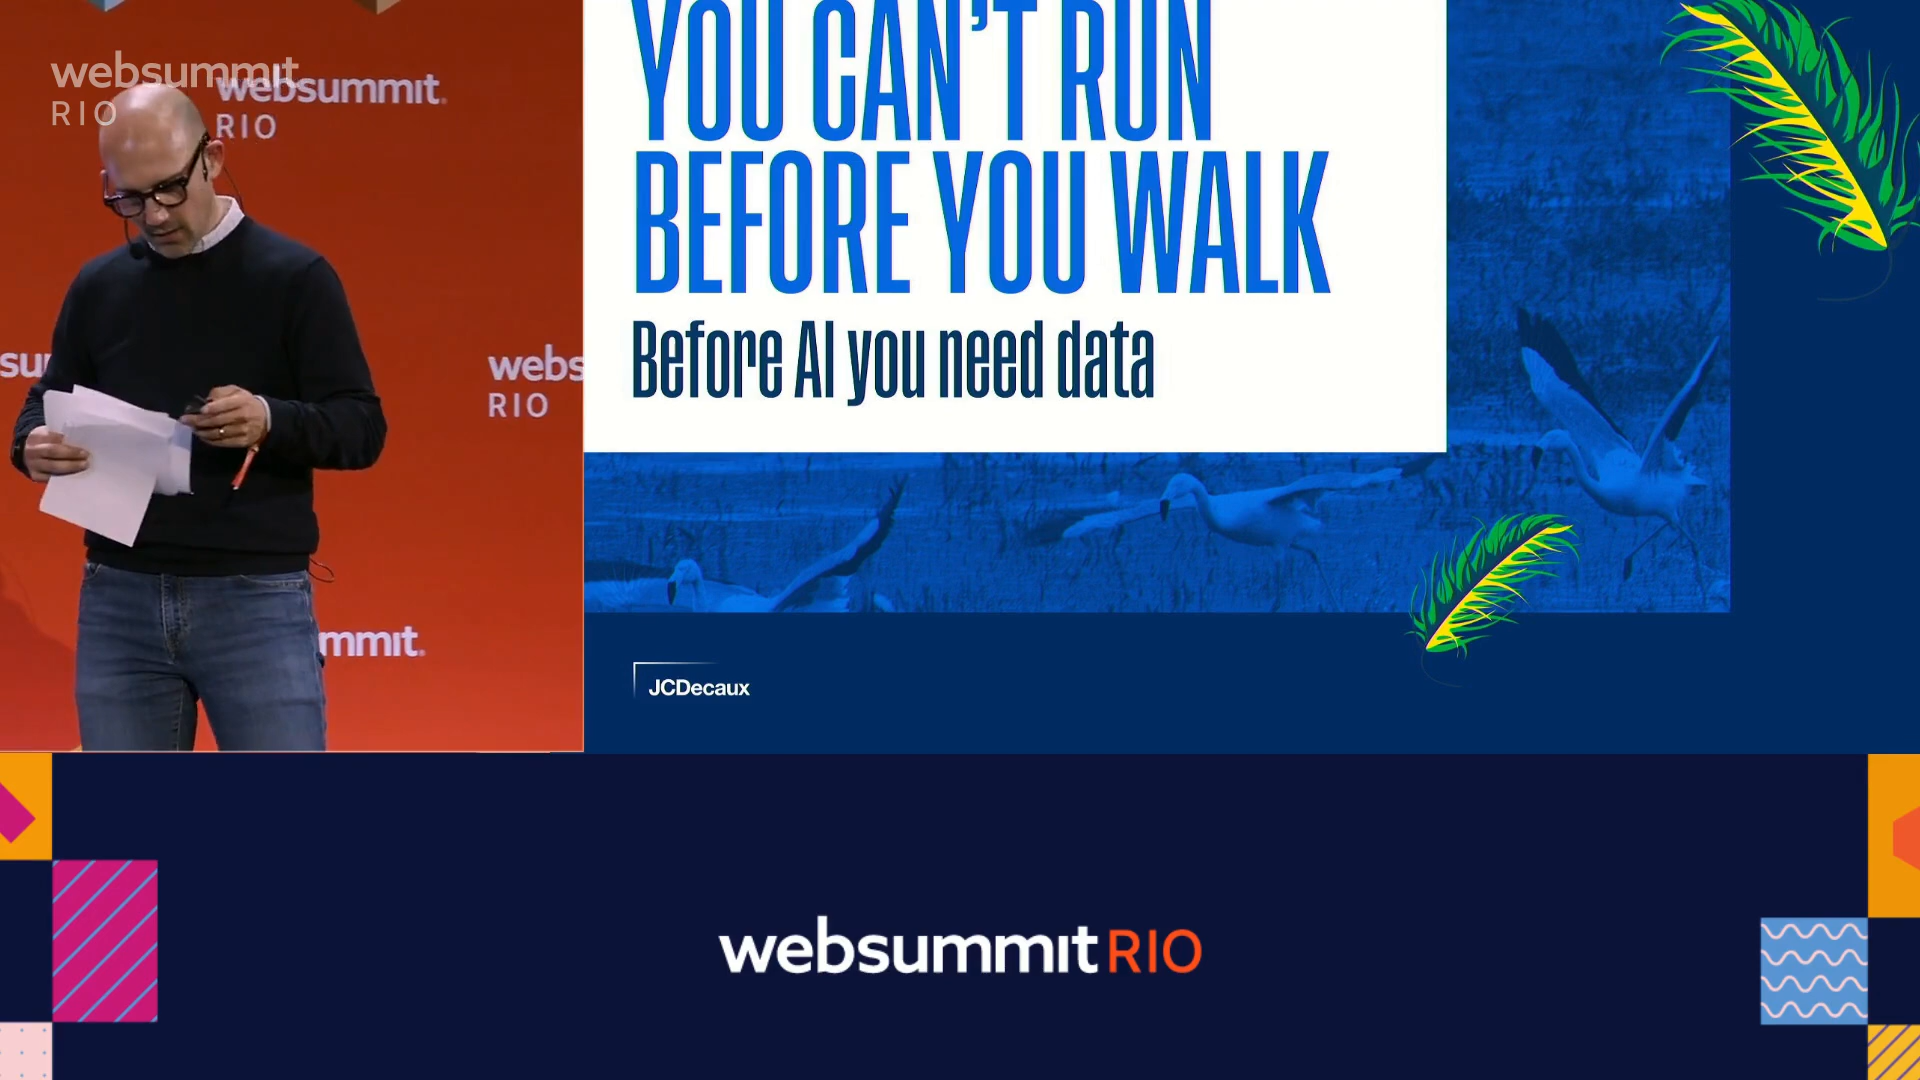 websummit
RIO
websummit.
RIO
su
webs
RIO
mmit.
YOU CAN'T RUN
BEFORE YOU WALK
Before AI you need data
JCDecaux
websummit RIO